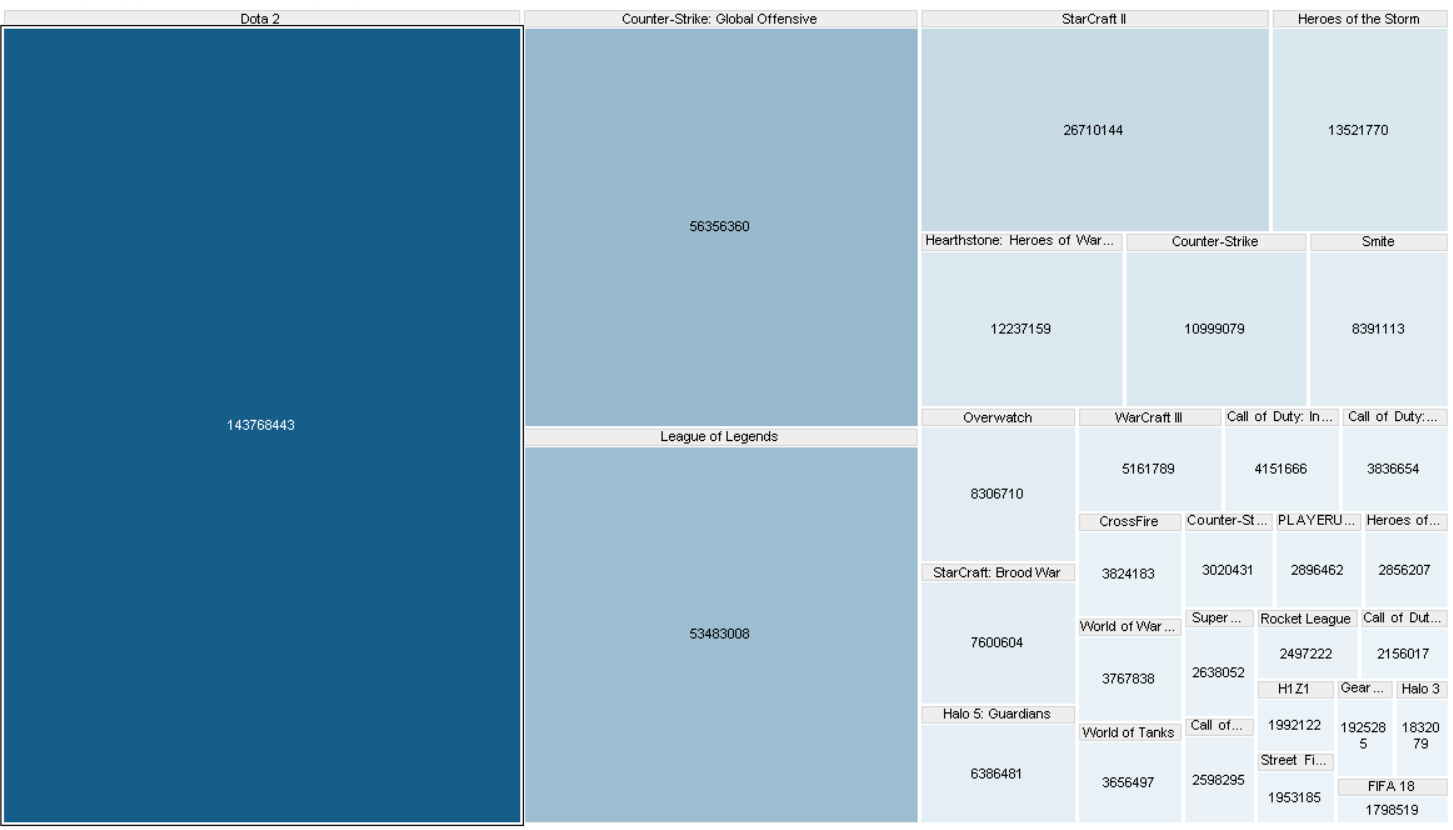 Dota 2
143768443
Counter-Strike: Global Offensive
56356360
League of Legends
53483008
StarCraft II
26710144
Heroes of the Storm
13521770
Hearthstone: Heroes of War...
12237159
Counter-Strike
10999079
Smite
8391113
Overwatch
8306710
StarCraft: Brood War
7600604
Halo 5: Guardians
6386481
WarCraft III
5161789
Call of Duty: In...
4151666
Call of Duty:...
3836654
CrossFire
3824183
World of War...
3767838
World of Tanks
3656497
Counter-St...
3020431
PLAYERU...
2896462
Heroes of...
2856207
Super...
2638052
Call of...
2598295
Rocket League
2497222
Call of Dut...
2156017
H1Z1
1992122
Street Fi...
1953185
Gear...
192528
5
Halo 3
18320
79
FIFA 18
1798519